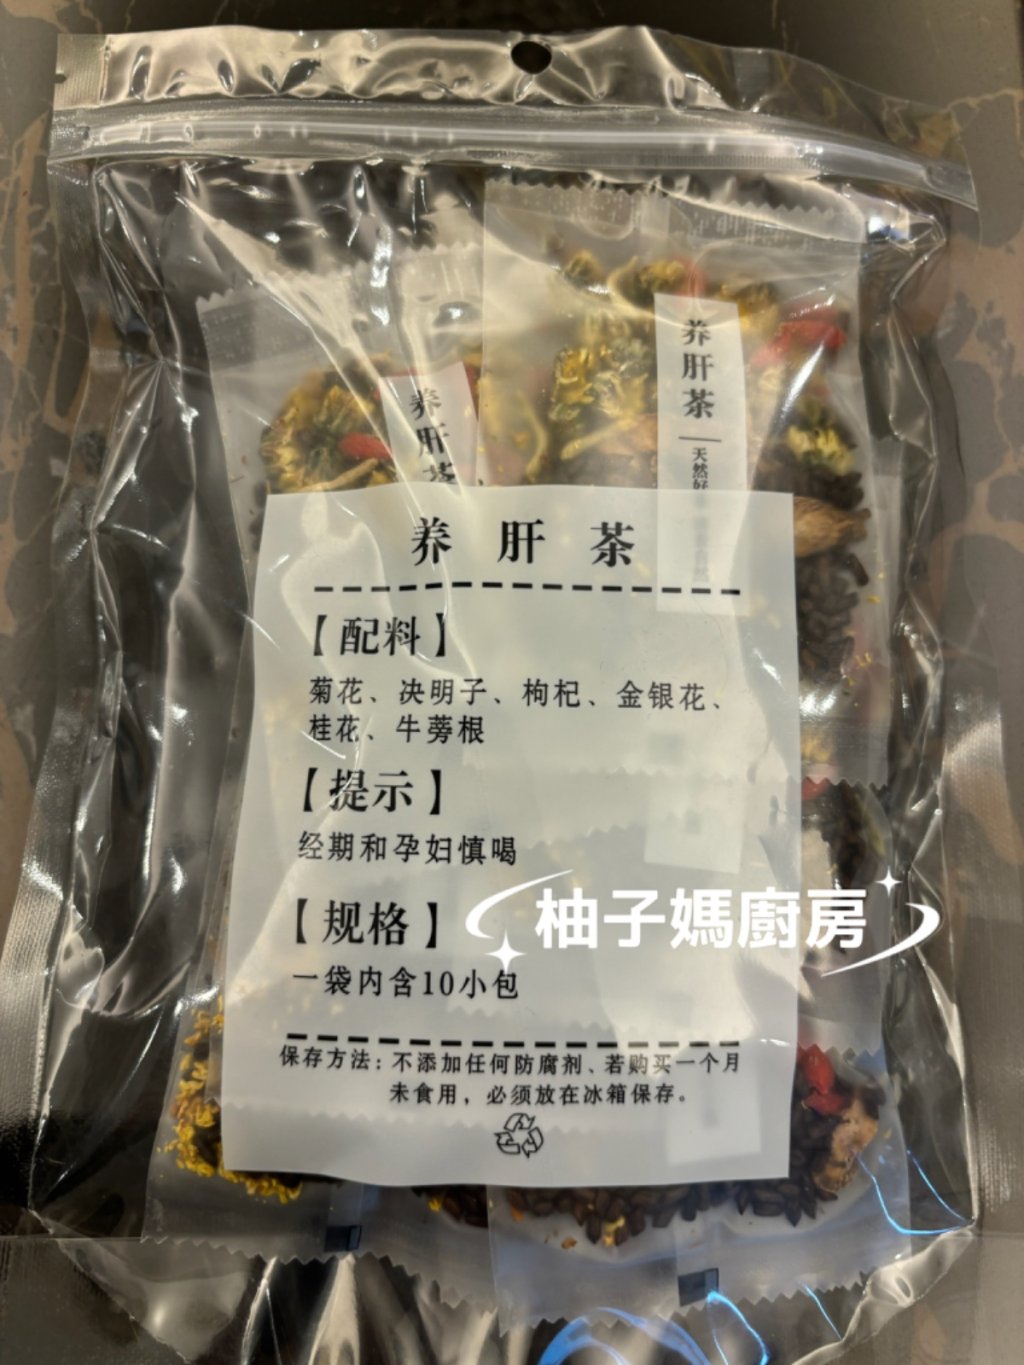 养肝茶
天然好
养肝茶
养肝茶
【配料】
菊花、决明子、枸杞、金银花、
桂花、牛蒡根
【提示】
经期和孕妇慎喝
【规格】
一袋内含10小包
柚子媽廚房
保存方法：不添加任何防腐剂、若购买一个月
未食用，必须放在冰箱保存。